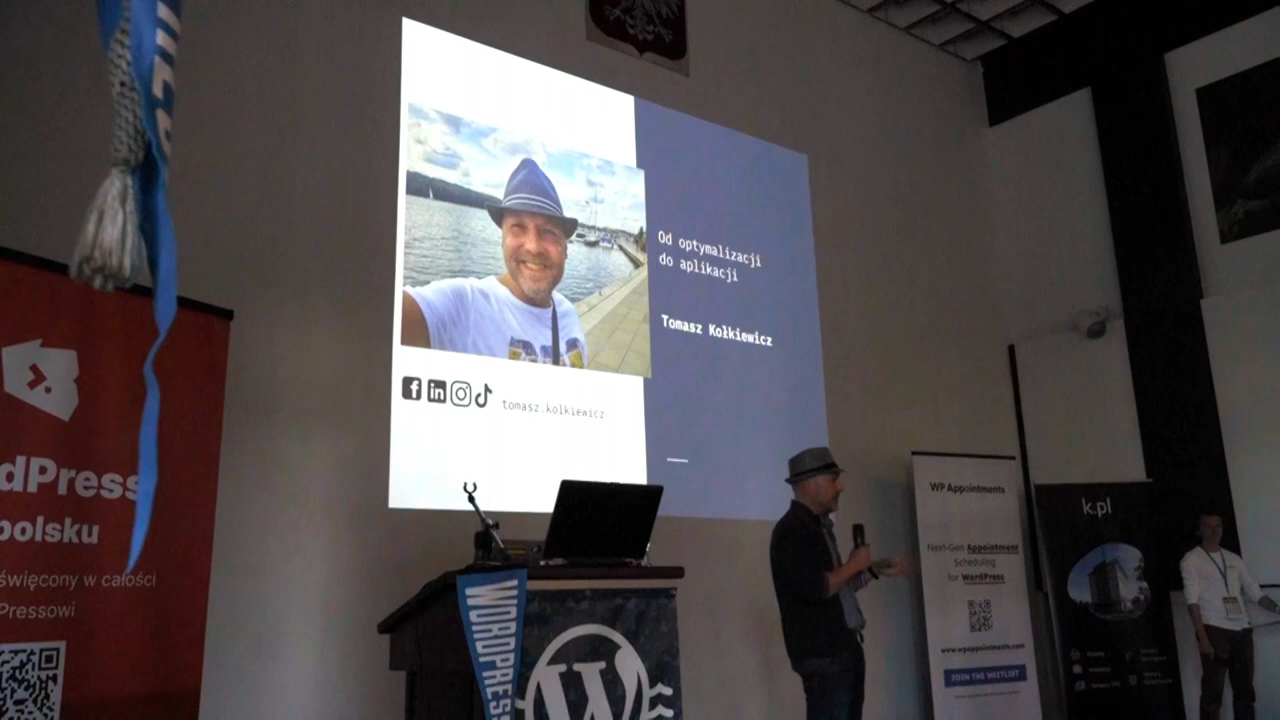 Od optymalizacji
do aplikacji
Tomasz Kołkiewicz
tomasz.kolkiewicz
dPress
polsku
święcony w całości
Pressowi
WORDPRESS
WP Appointments
Next-Gen Appointment
Scheduling
for WordPress
www.wpappointments.com
JOIN THE WAITLIST
k.pl